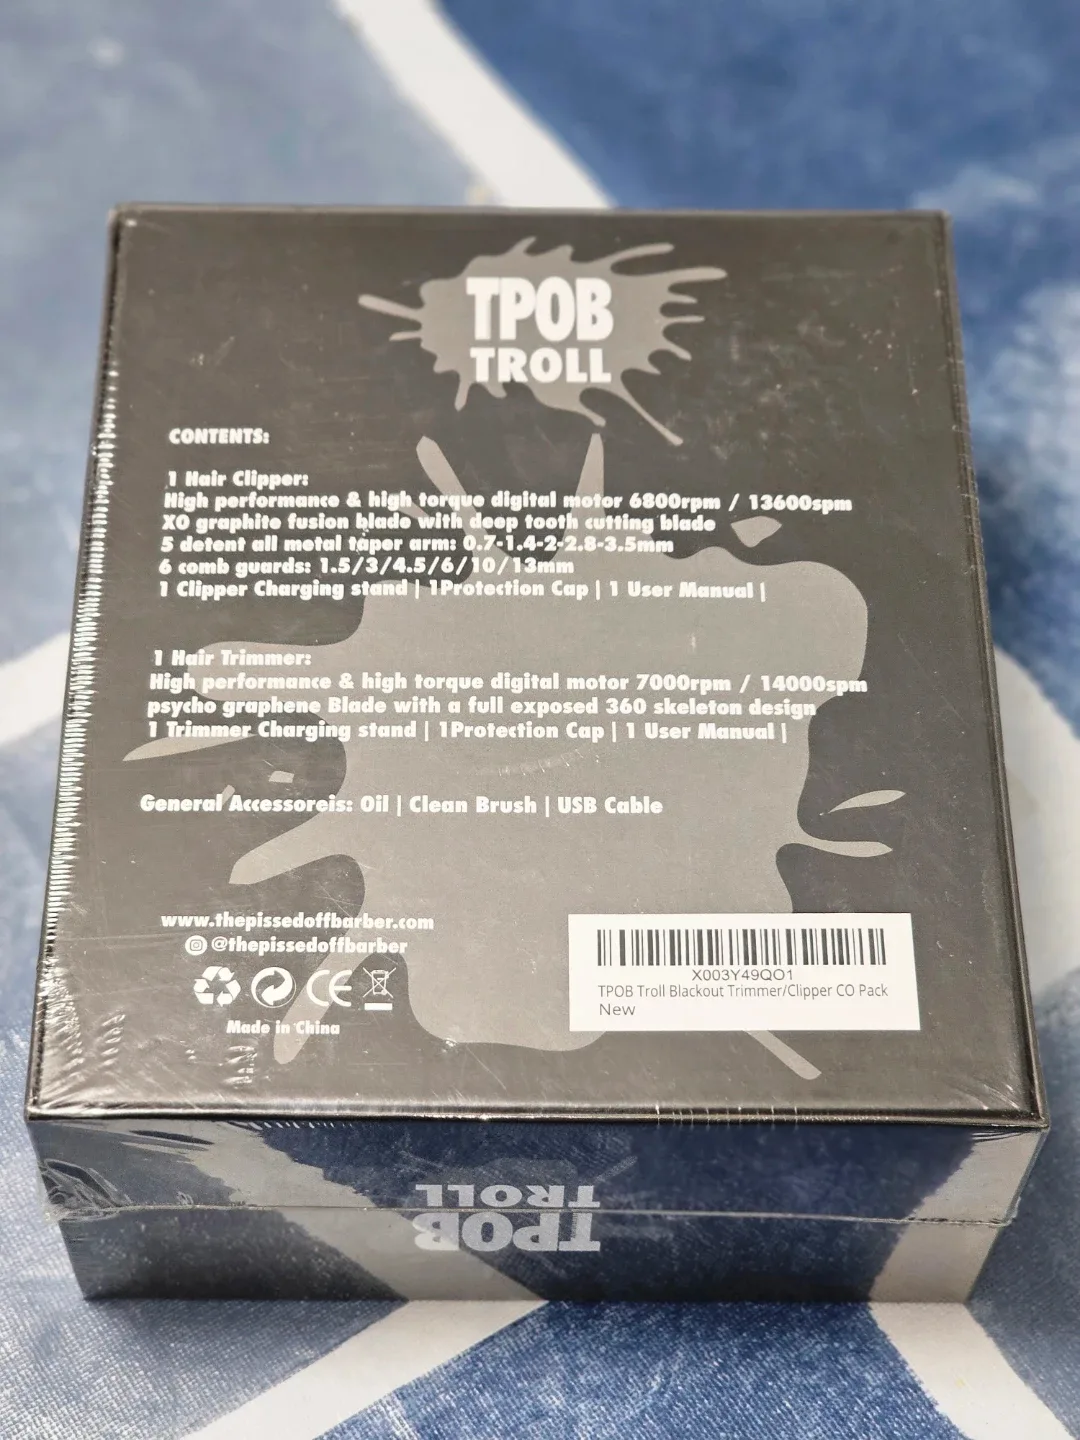 TPOB
TROLL
CONTENTS:
1 Hair Clipper:
High performance & high torque digital motor 6800rpm / 13600spm
XO graphite fusion blade with deep tooth cutting blade
5 detent all metal taper arm: 0.7-1.4-2-2.8-3.5mm
6 comb guards: 1.5/3/4.5/6/10/13mm
1 Clipper Charging stand | 1Protection Cap | 1 User Manual |
1 Hair Trimmer:
High performance & high torque digital motor 7000rpm / 14000spm
psycho graphene Blade with a full exposed 360 skeleton design
1 Trimmer Charging stand | 1Protection Cap | 1 User Manual |
General Accessoreis: Oil | Clean Brush | USB Cable
www.thepissedoffbarber.com
@thepissedoffbarber
CE
Made in China
X003Y49QO1
TPOB Troll Blackout Trimmer/Clipper CO Pack
New
TPOB
TROLL